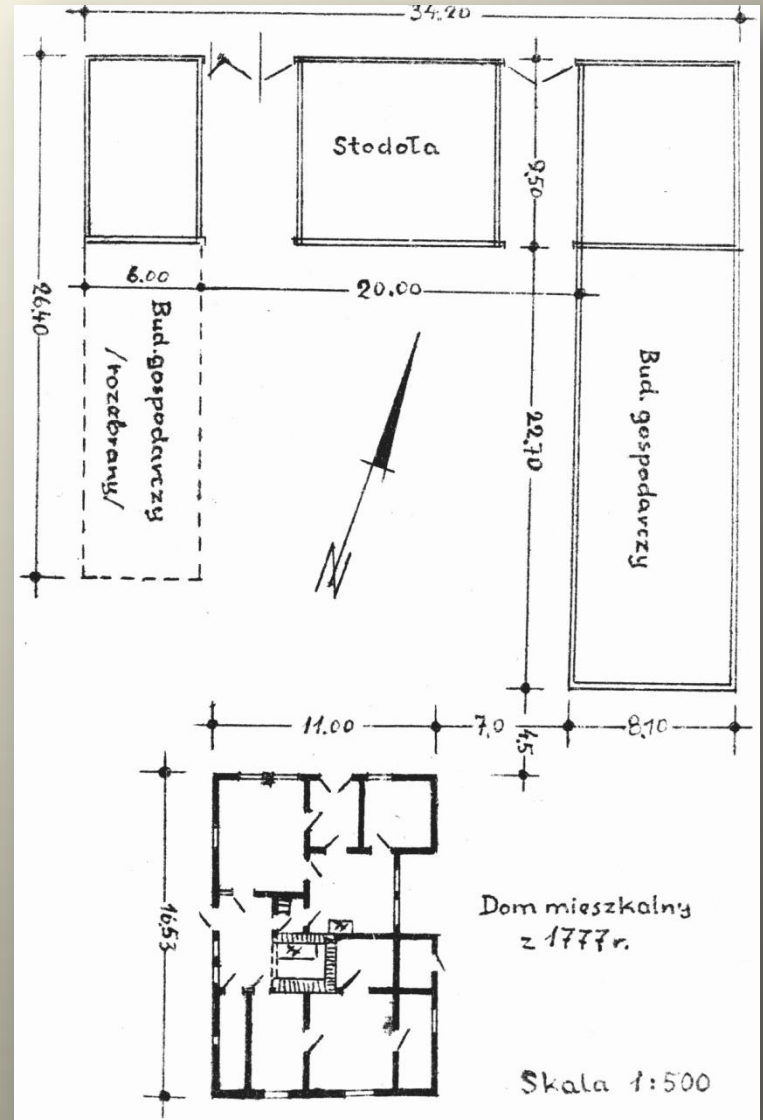 34.20
Stodoła
9,50
6.00
20.00
26.40
Bud.gospodarczy
/rozebrany/
22.70
Bud. gospodarczy
N
11.00
7,0
4,5
8,10
16,53
Dom mieszkalny
z 1777r.
Skala 1:500